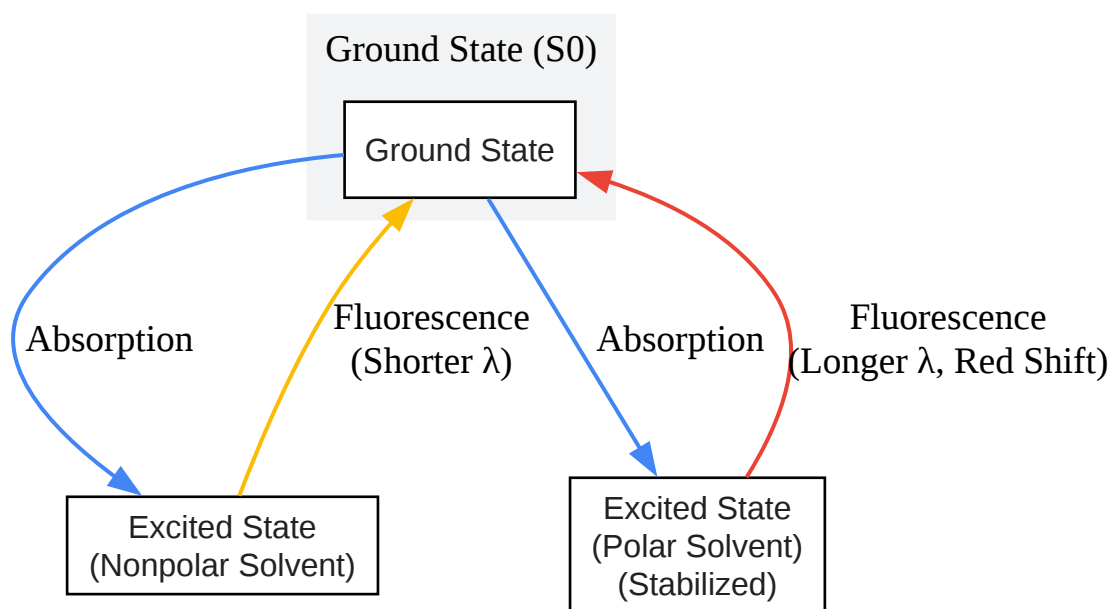 Ground State (S0)
Ground State
Absorption
Fluorescence
(Shorter λ)
Absorption
Fluorescence
(Longer λ, Red Shift)
Excited State
(Nonpolar Solvent)
Excited State
(Polar Solvent)
(Stabilized)